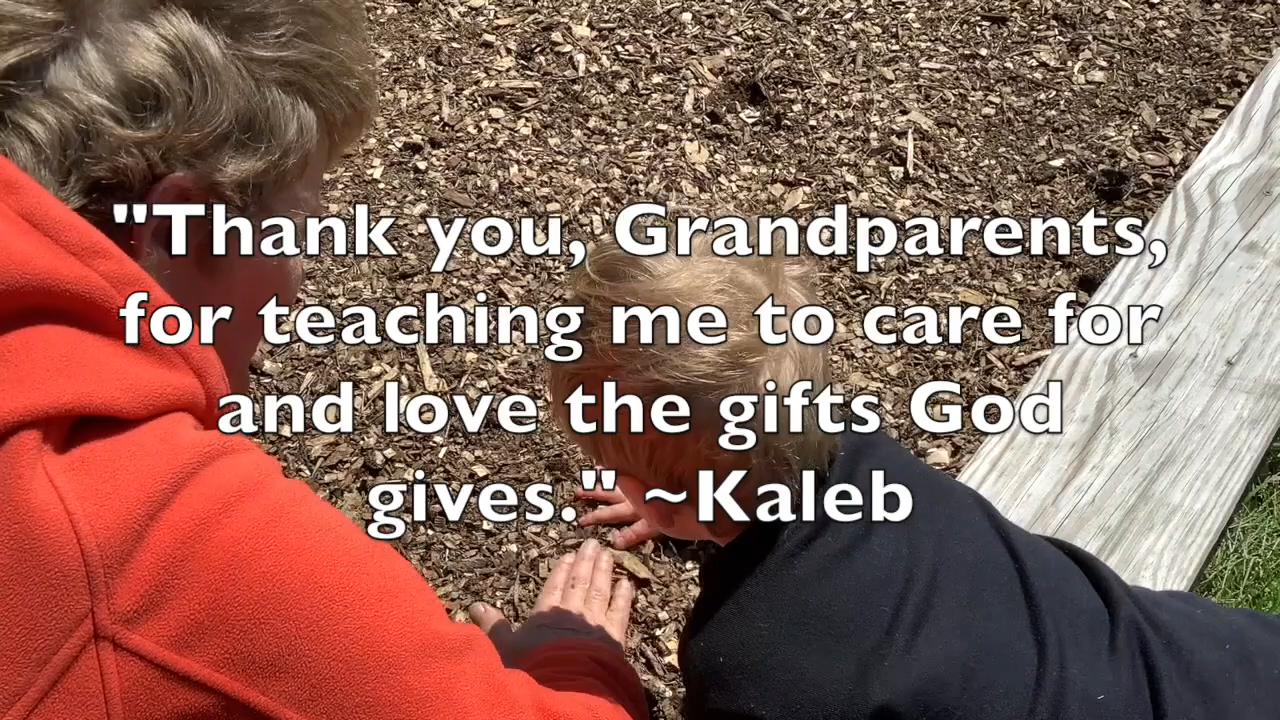 "Thank you, Grandparents,
for teaching me to care for
and love the gifts God
gives." ~Kaleb